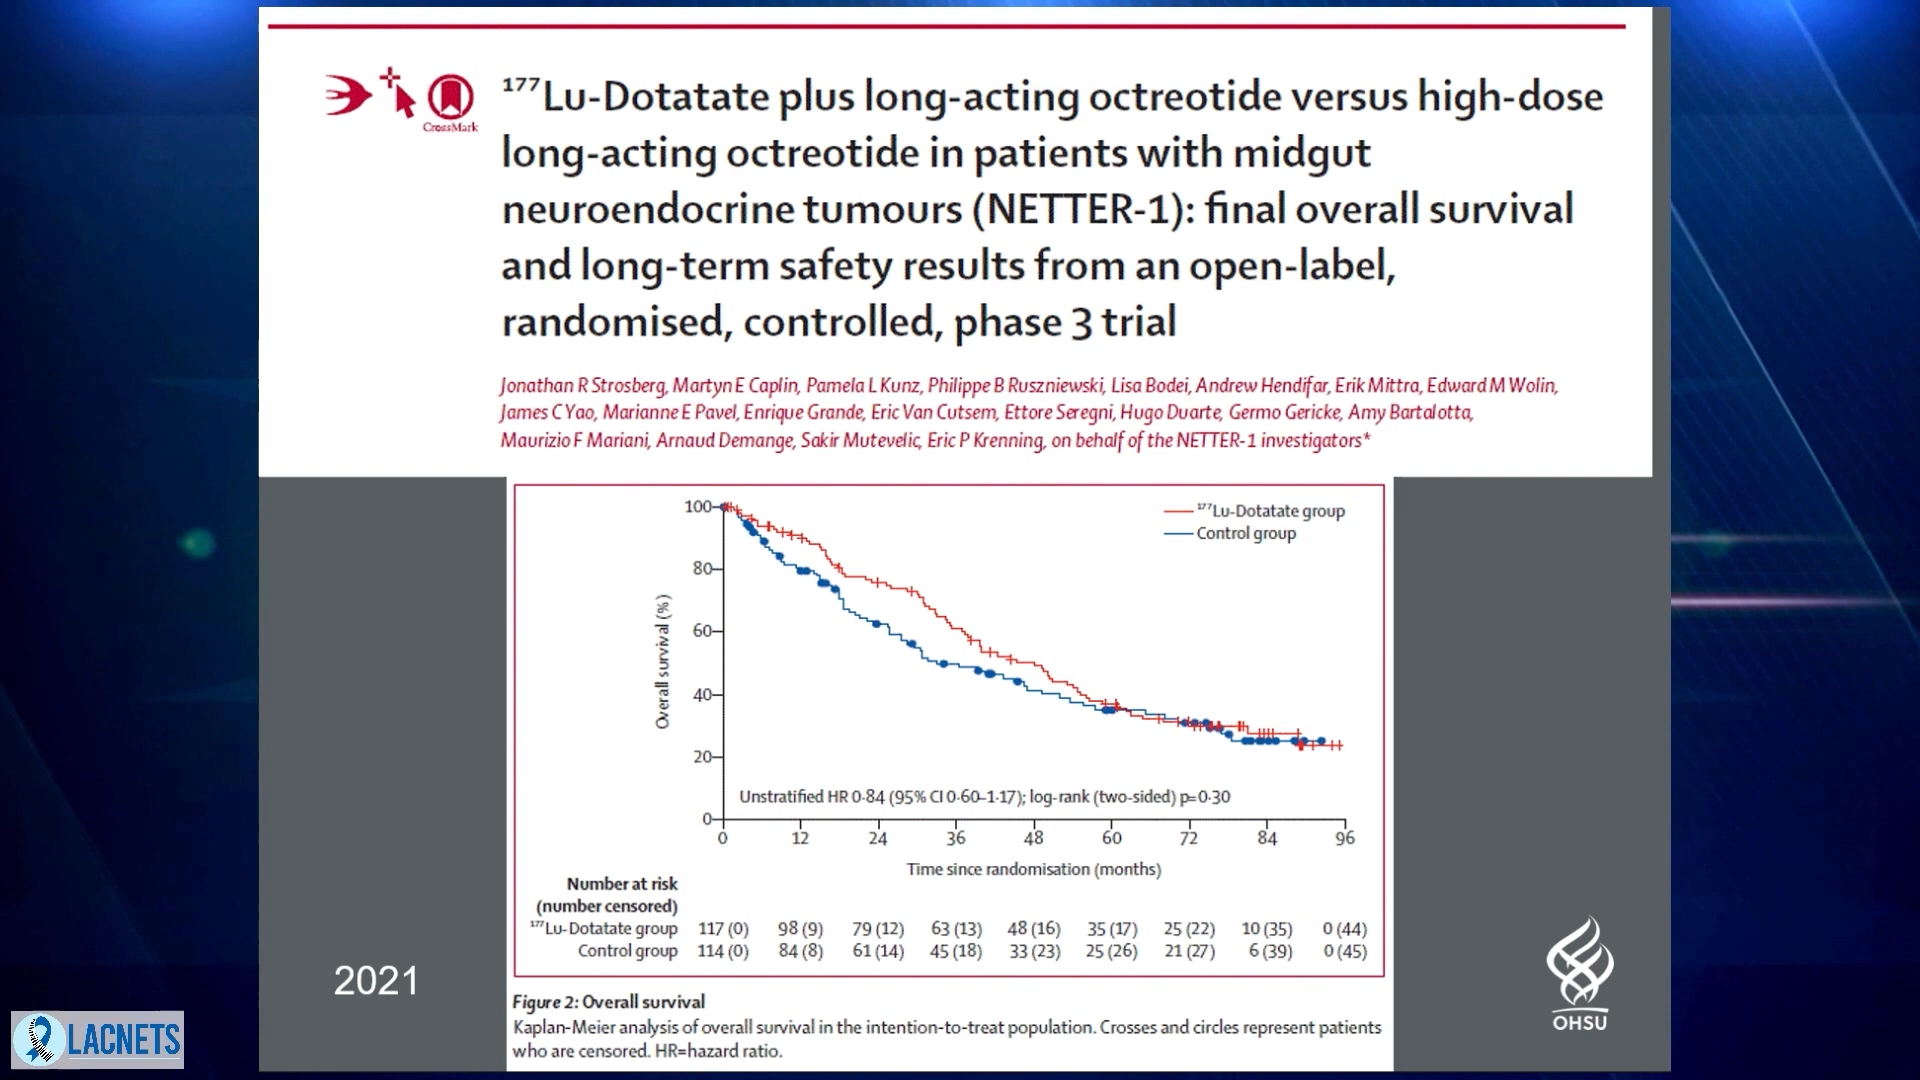 CrossMark
¹⁷⁷Lu-Dotatate plus long-acting octreotide versus high-dose
long-acting octreotide in patients with midgut
neuroendocrine tumours (NETTER-1): final overall survival
and long-term safety results from an open-label,
randomised, controlled, phase 3 trial
Jonathan R Strosberg, Martyn E Caplin, Pamela L Kunz, Philippe B Ruszniewski, Lisa Bodei, Andrew Hendifar, Erik Mittra, Edward M Wolin,
James C Yao, Marianne E Pavel, Enrique Grande, Eric Van Cutsem, Ettore Seregni, Hugo Duarte, Germo Gericke, Amy Bartalotta,
Maurizio F Mariani, Arnaud Demange, Sakir Mutevelic, Eric P Krenning, on behalf of the NETTER-1 investigators*
¹⁷⁷Lu-Dotatate group
Control group
Overall survival (%)
100
80
60
40
20
0
Unstratified HR 0·84 (95% CI 0·60–1·17); log-rank (two-sided) p=0·30
0 12 24 36 48 60 72 84 96
Time since randomisation (months)
Number at risk
(number censored)
¹⁷⁷Lu-Dotatate group 117 (0) 98 (9) 79 (12) 63 (13) 48 (16) 35 (17) 25 (22) 10 (35) 0 (44)
Control group 114 (0) 84 (8) 61 (14) 45 (18) 33 (23) 25 (26) 21 (27) 6 (39) 0 (45)
Figure 2: Overall survival
Kaplan-Meier analysis of overall survival in the intention-to-treat population. Crosses and circles represent patients
who are censored. HR=hazard ratio.
2021
LACNETS
OHSU